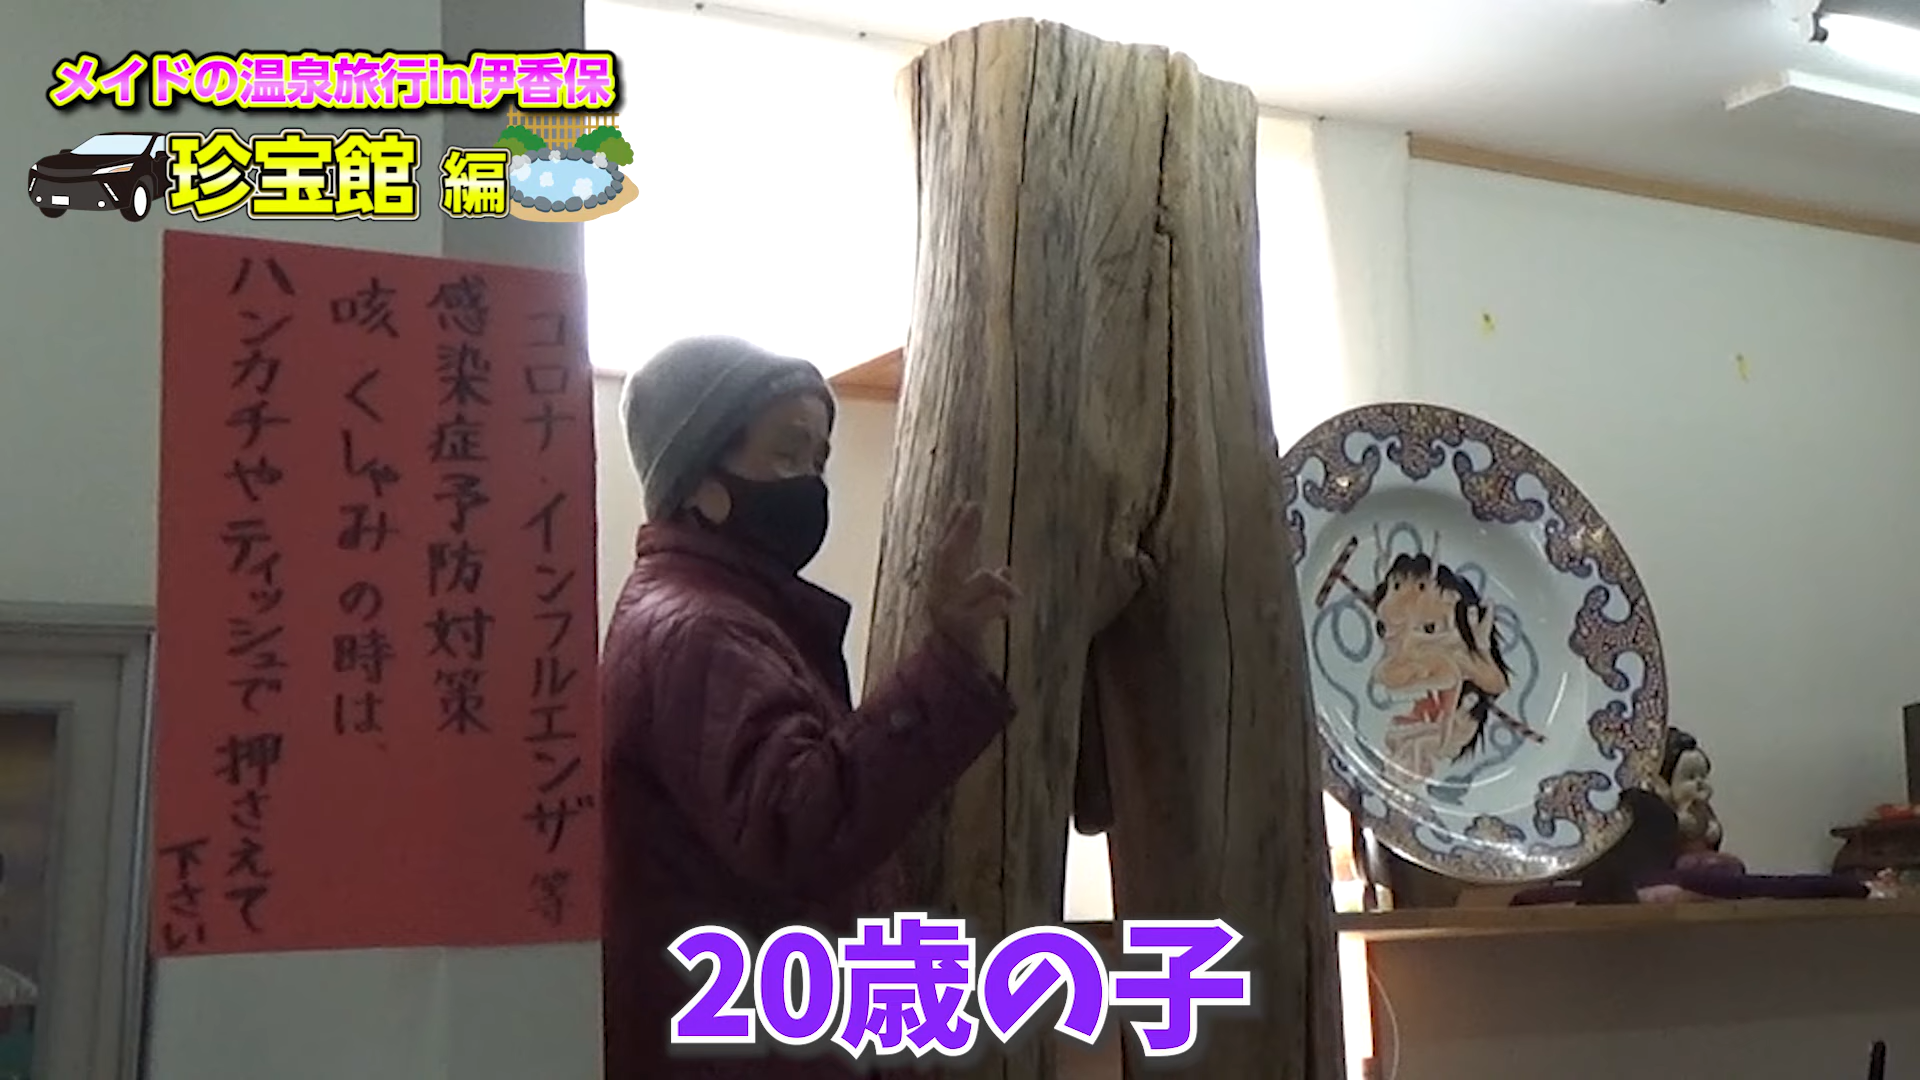 メイドの温泉旅行in伊香保
珍宝館 編
コロナ・インフルエンザ等
感染症予防対策
咳くしゃみの時は、
ハンカチやティッシュで押さえて
下さい
20歳の子